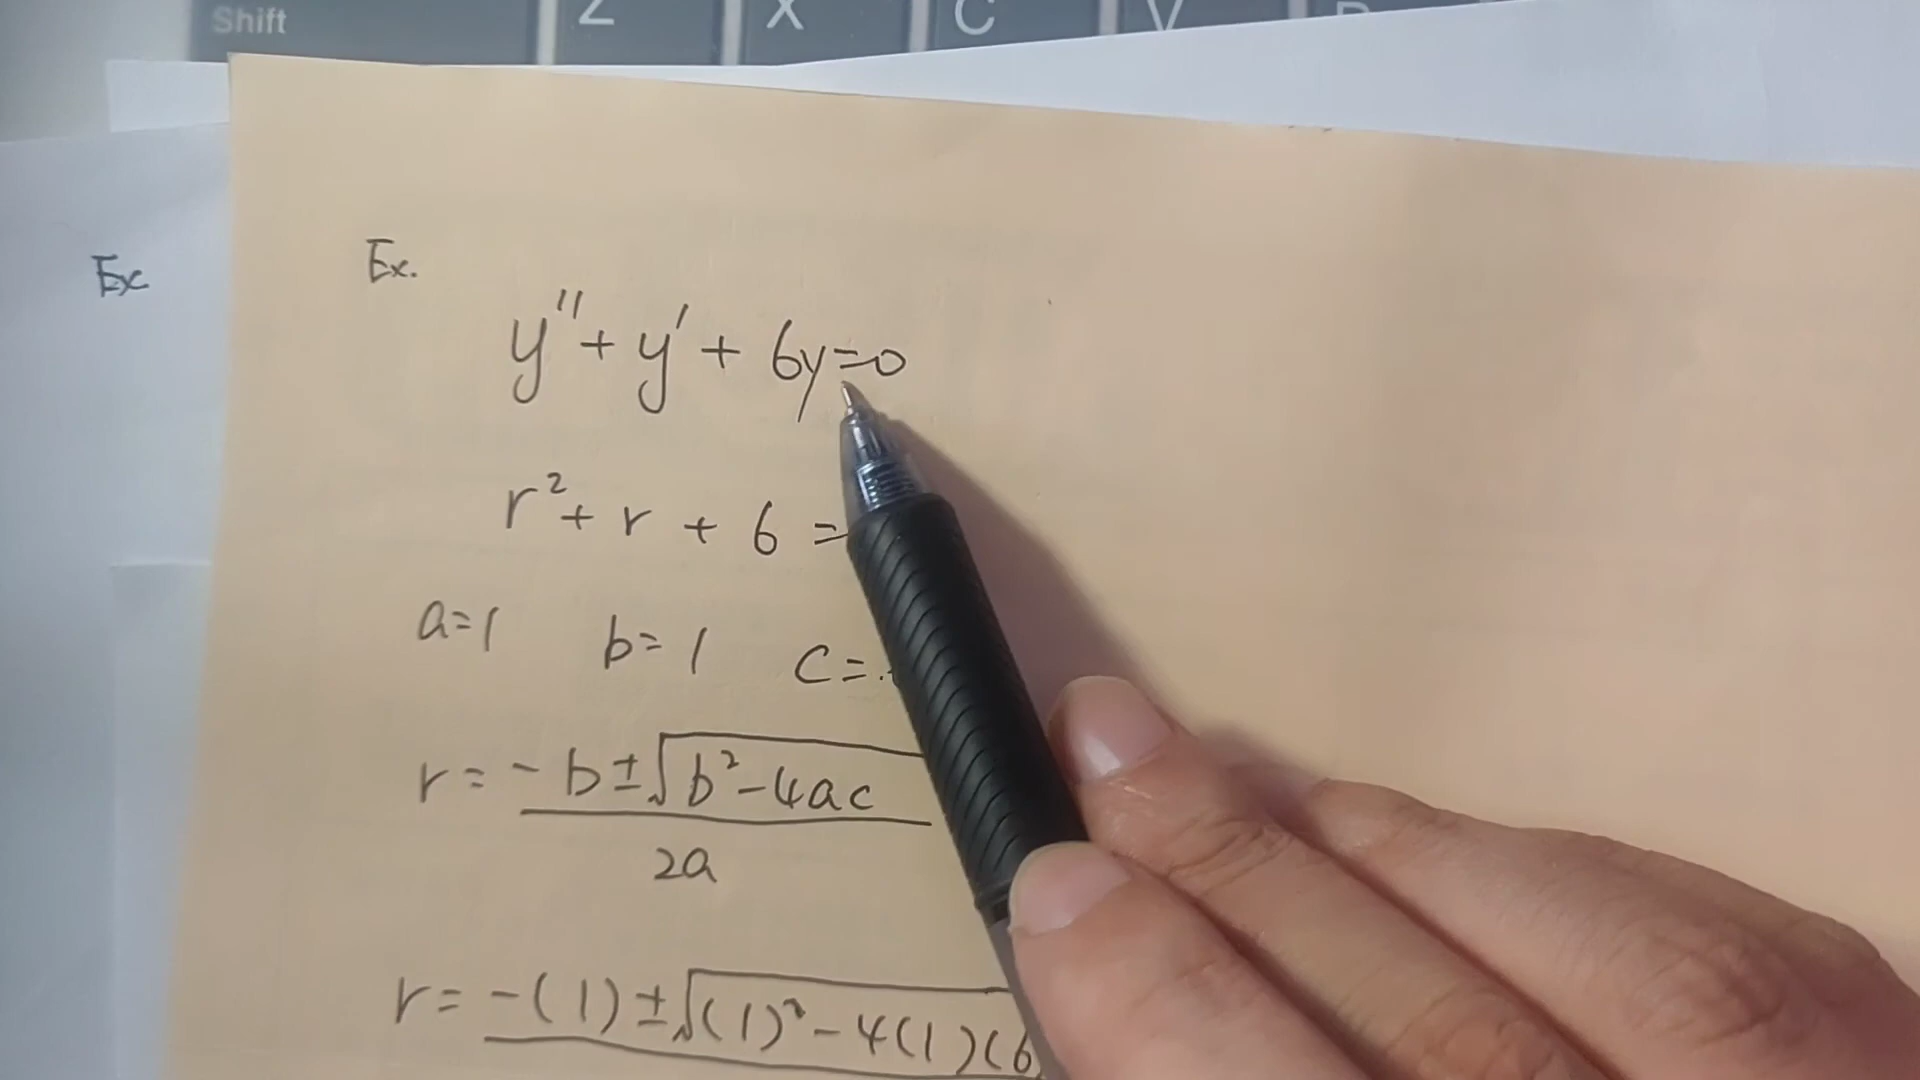 Shift Z X C V
Ex
Ex.
y'' + y' + 6y = 0
r² + r + 6 =
a = 1 b = 1 c =
r = -b ± √b² - 4ac
2a
r = -(1) ± √(1)² - 4(1)(6